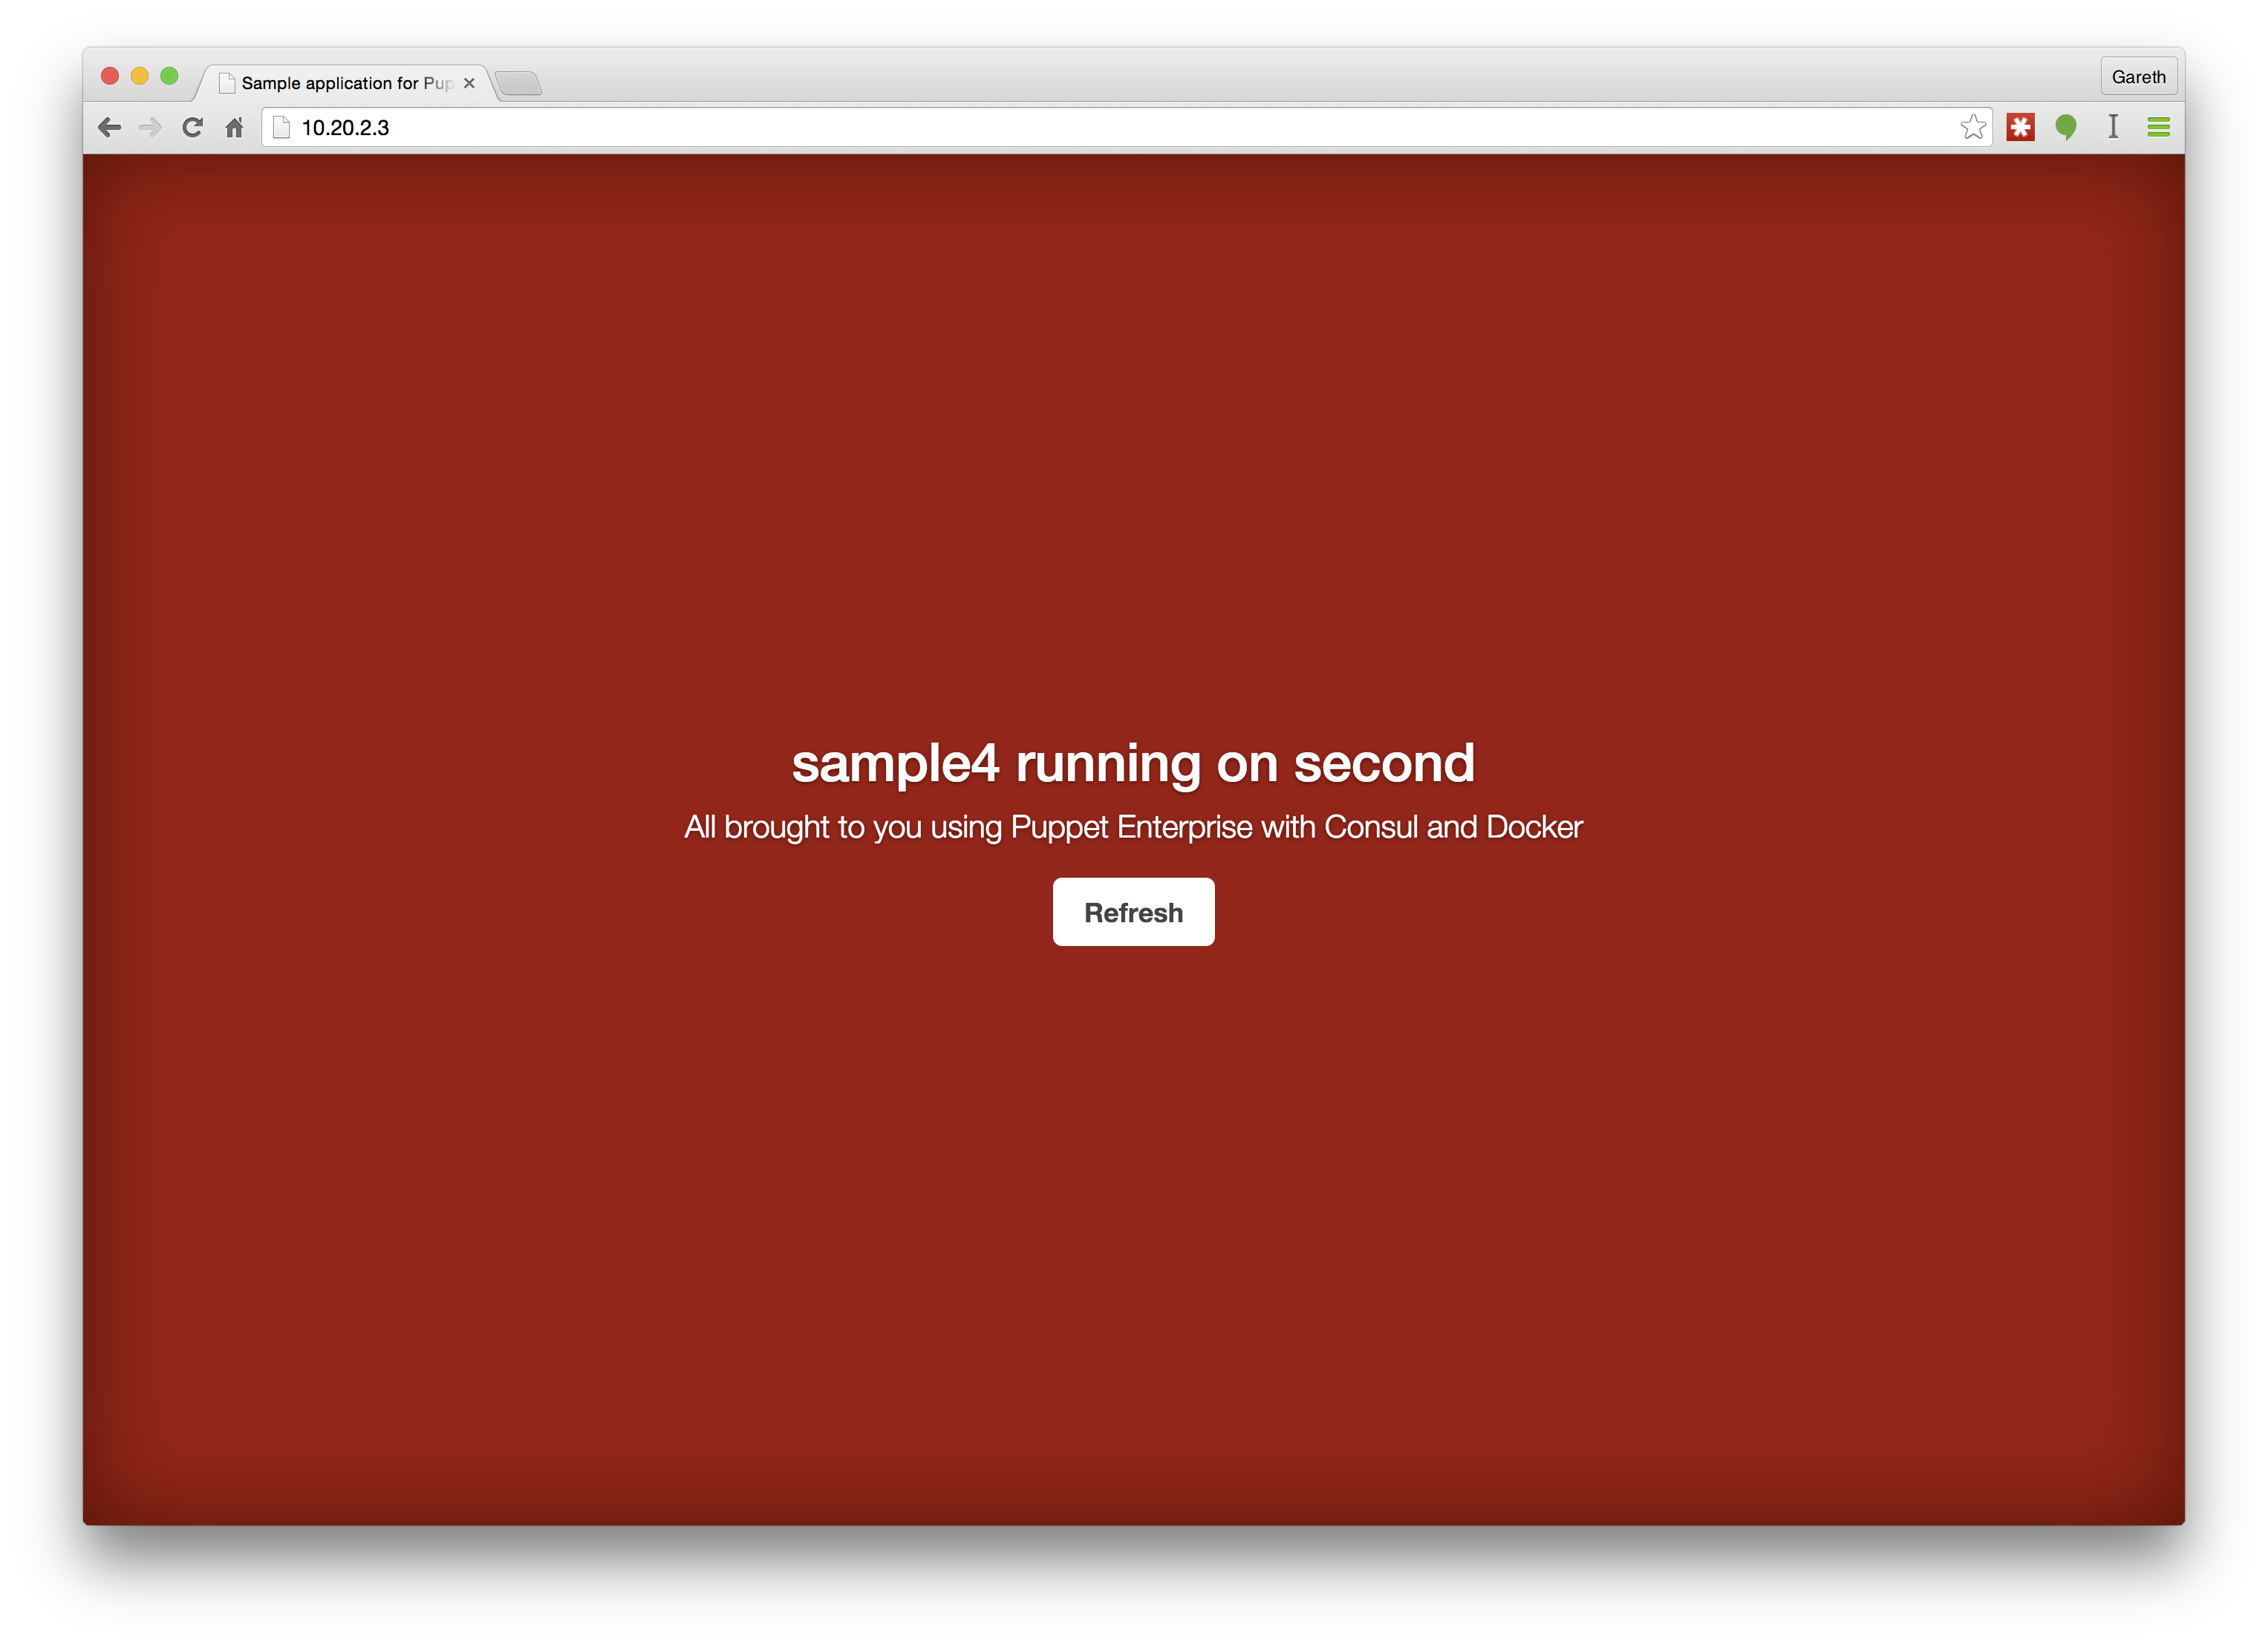 Sample application for Pup
Gareth
10.20.2.3
sample4 running on second
All brought to you using Puppet Enterprise with Consul and Docker
Refresh